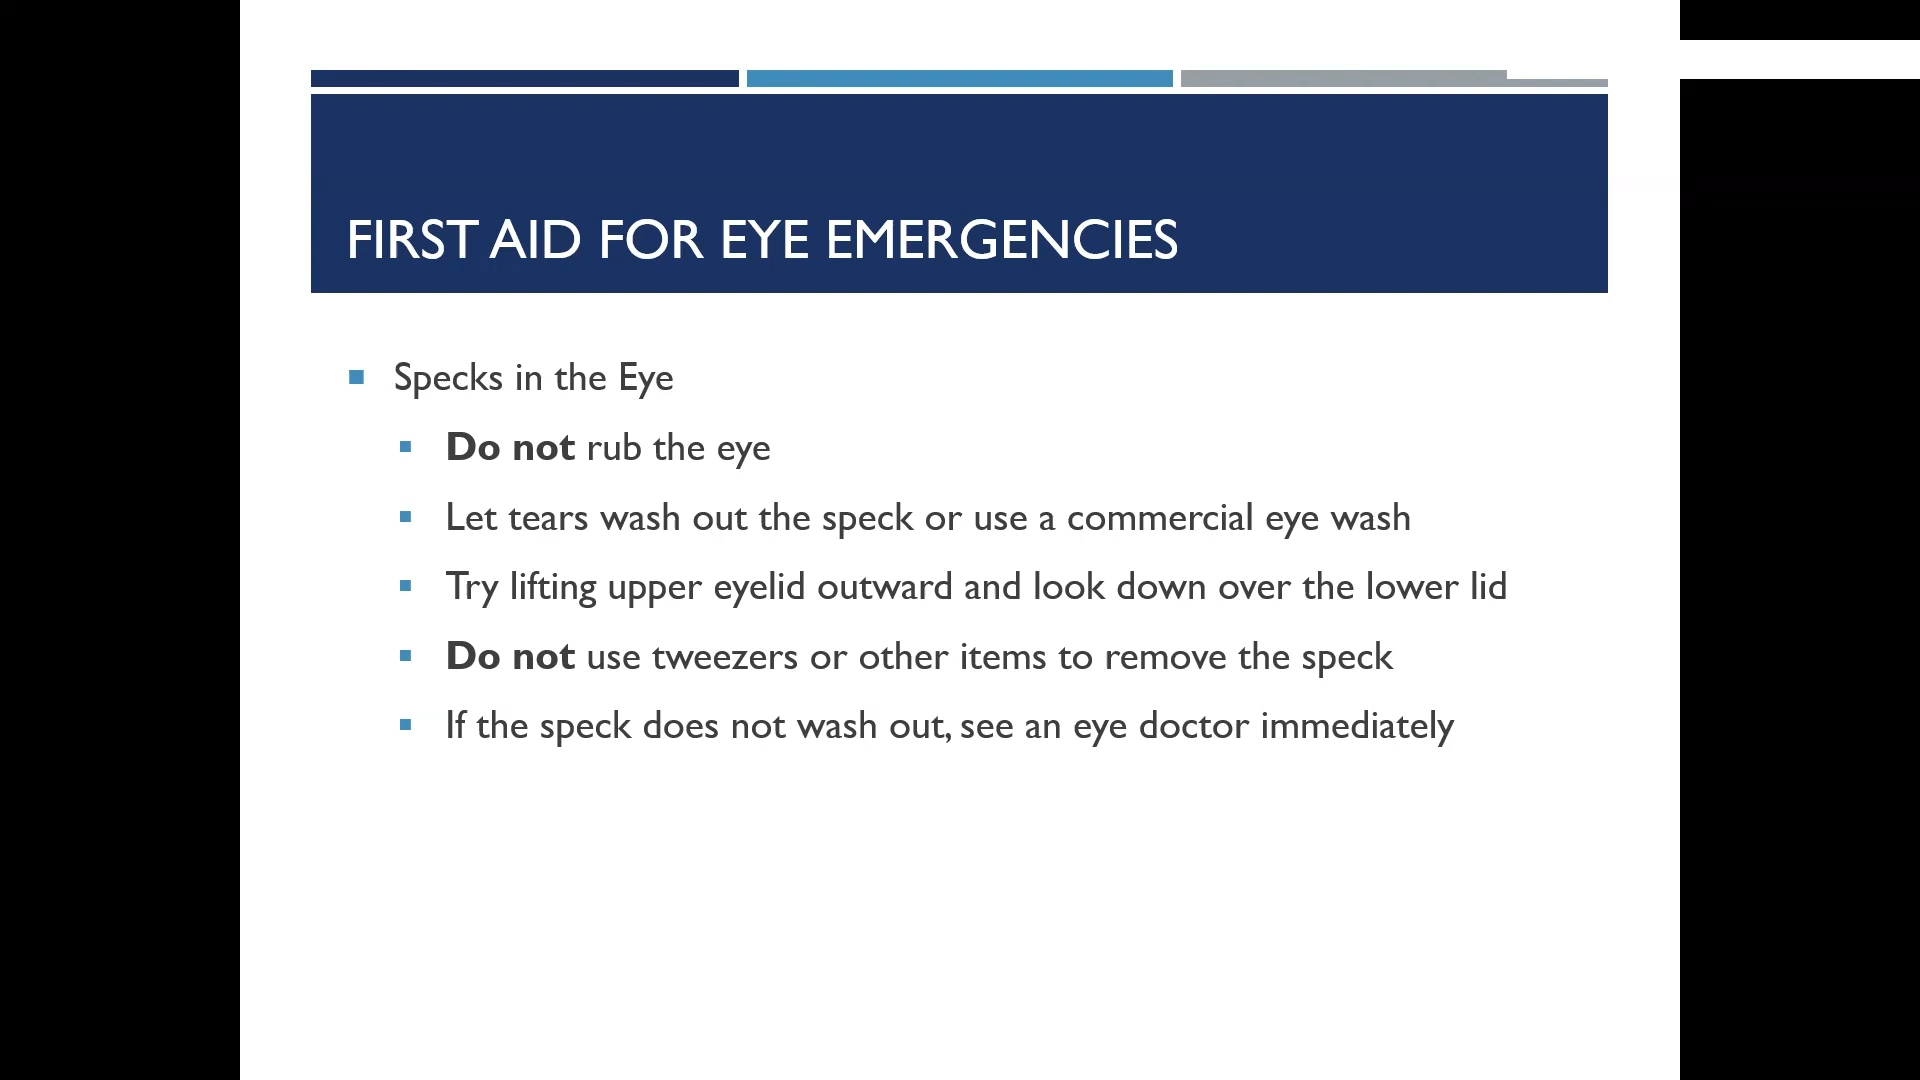 FIRST AID FOR EYE EMERGENCIES
Specks in the Eye
Do not rub the eye
Let tears wash out the speck or use a commercial eye wash
Try lifting upper eyelid outward and look down over the lower lid
Do not use tweezers or other items to remove the speck
If the speck does not wash out, see an eye doctor immediately